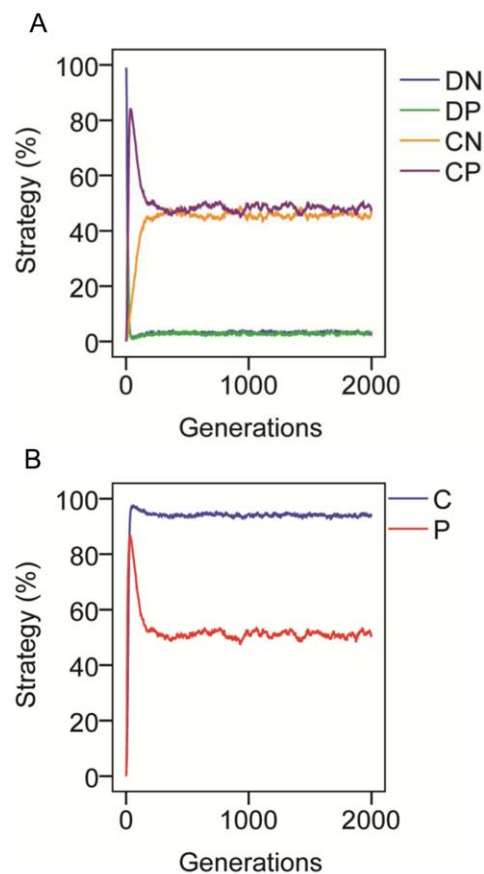 A
100
80
60
40
20
0
Strategy (%)
DN
DP
CN
CP
0 1000 2000
Generations
B
100
80
60
40
20
0
Strategy (%)
C
P
0 1000 2000
Generations